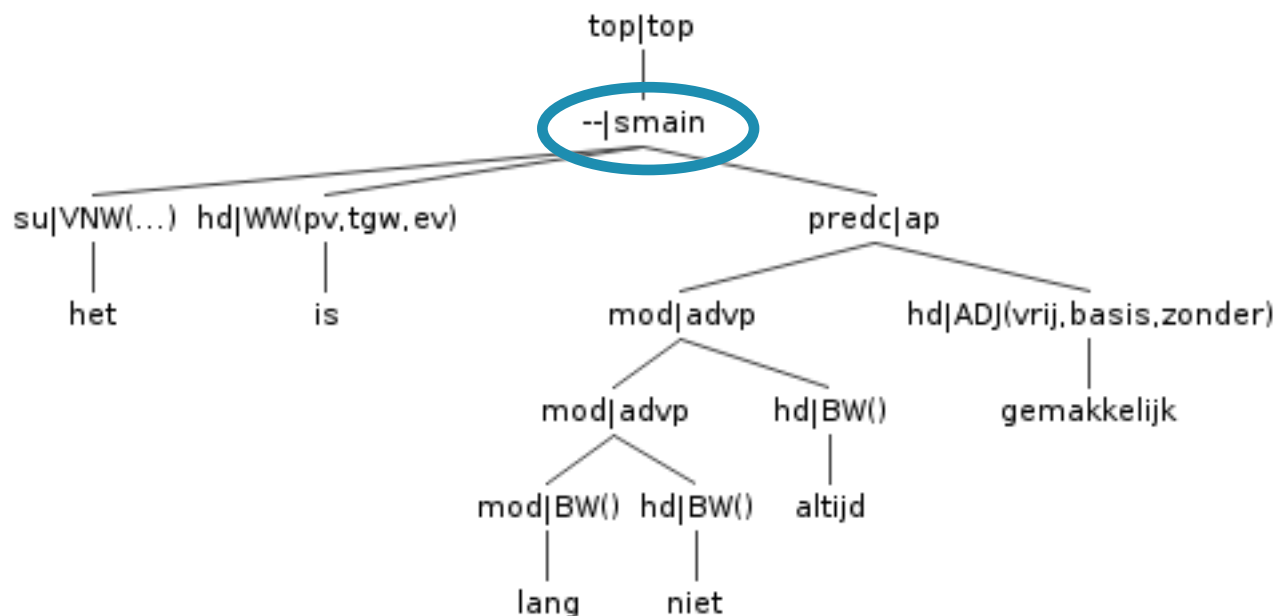 top|top
--|smain
su|VNW(...) hd|WW(pv,tgw,ev) predc|ap
het is mod|advp hd|ADJ(vrij,basis,zonder)
mod|advp hd|BW() gemakkelijk
mod|BW() hd|BW() altijd
lang niet